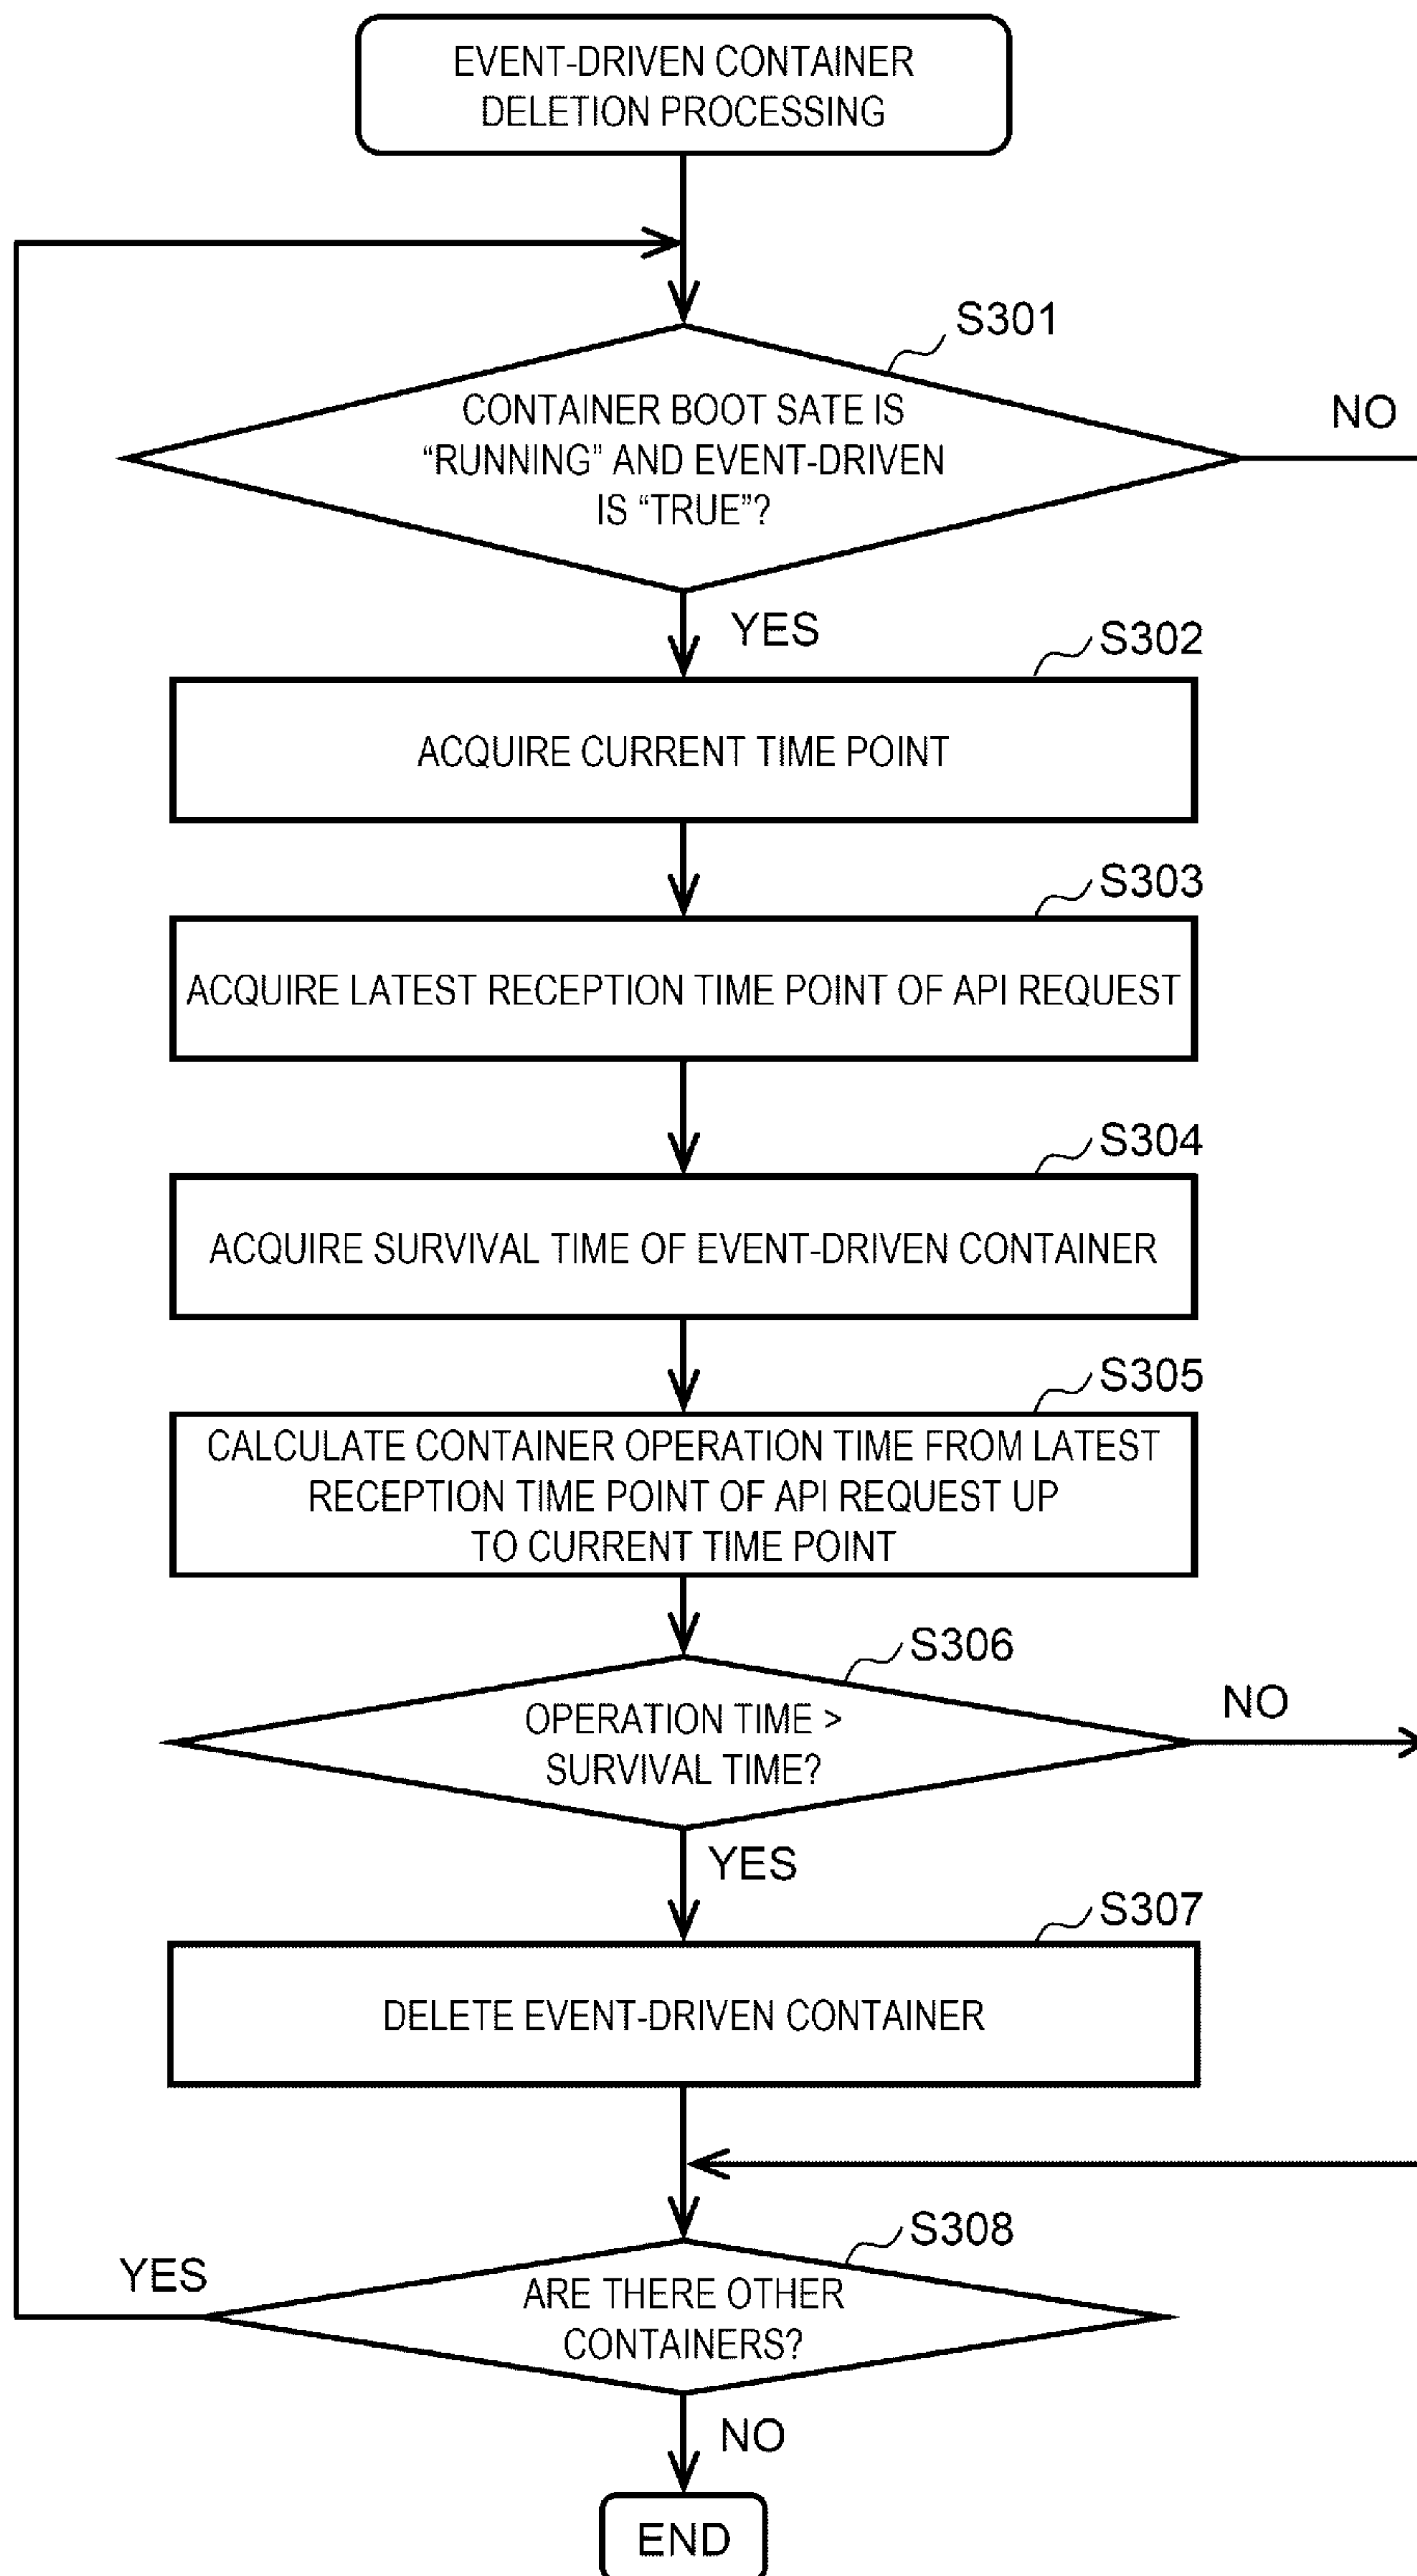 EVENT-DRIVEN CONTAINER
DELETION PROCESSING
S301
CONTAINER BOOT SATE IS
“RUNNING” AND EVENT-DRIVEN
IS “TRUE”?
NO
YES
S302
ACQUIRE CURRENT TIME POINT
S303
ACQUIRE LATEST RECEPTION TIME POINT OF API REQUEST
S304
ACQUIRE SURVIVAL TIME OF EVENT-DRIVEN CONTAINER
S305
CALCULATE CONTAINER OPERATION TIME FROM LATEST
RECEPTION TIME POINT OF API REQUEST UP
TO CURRENT TIME POINT
S306
OPERATION TIME >
SURVIVAL TIME?
NO
YES
S307
DELETE EVENT-DRIVEN CONTAINER
S308
YES
ARE THERE OTHER
CONTAINERS?
NO
END